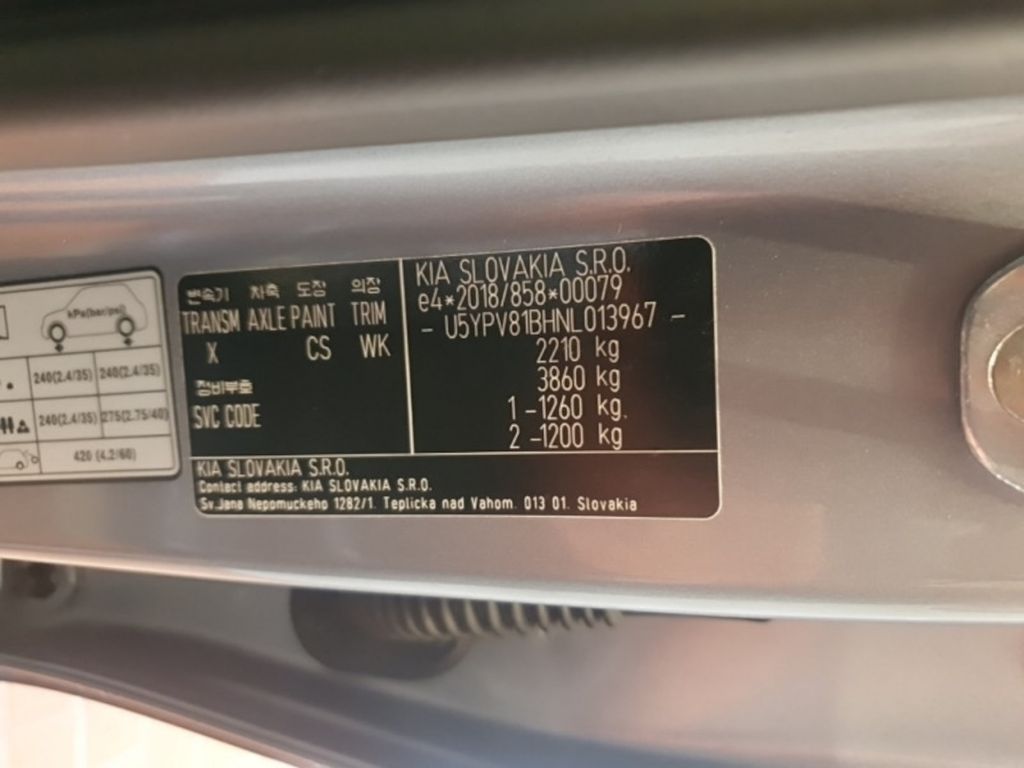 kPa(bar/psi)
240(2.4/35) 240(2.4/35)
240(2.4/35) 275(2.75/40)
420 (4.2/60)
변속기 차축 도장 의장
TRANSM AXLE PAINT TRIM
X CS WK
정비부호
SVC CODE
KIA SLOVAKIA S.R.O.
e4*2018/858*00079
- U5YPV81BHNL013967 -
2210 kg
3860 kg
1 -1260 kg.
2 -1200 kg
KIA SLOVAKIA S.R.O.
Contact address: KIA SLOVAKIA S.R.O.
Sv.Jana Nepomuckeho 1282/1. Teplicka nad Vahom. 013 01. Slovakia